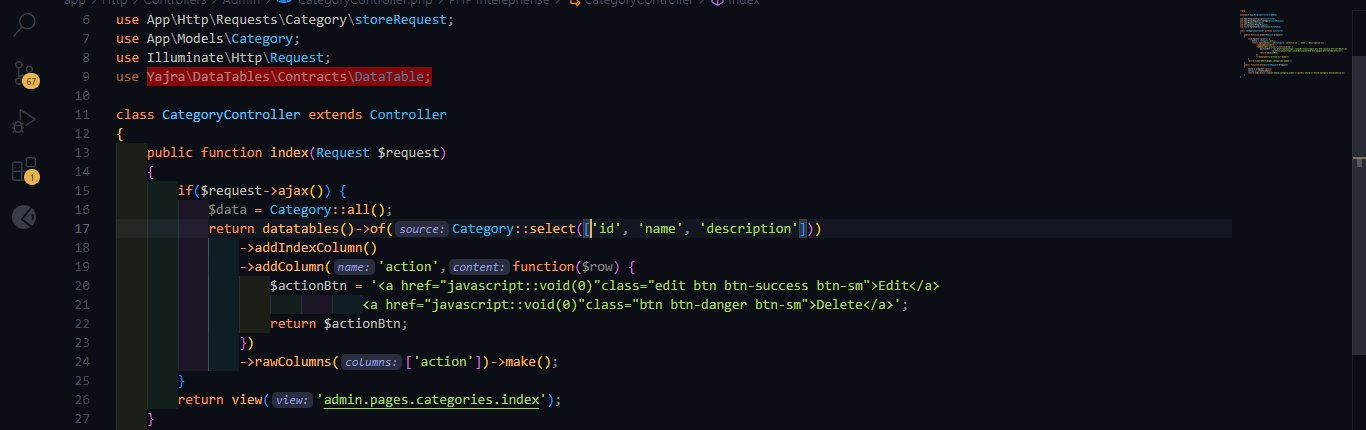 app > Http > Controllers > Admin > CategoryController.php > PHP Intelephense > CategoryController > index
6 use App\Http\Requests\Category\storeRequest;
7 use App\Models\Category;
8 use Illuminate\Http\Request;
9 use Yajra\DataTables\Contracts\DataTable;
10
11 class CategoryController extends Controller
12 {
13 public function index(Request $request)
14 {
15 if($request->ajax()) {
16 $data = Category::all();
17 return datatables()->of(source: Category::select(['id', 'name', 'description']))
18 ->addIndexColumn()
19 ->addColumn(name: 'action',content: function($row) {
20 $actionBtn = '<a href="javascript::void(0)"class="edit btn btn-success btn-sm">Edit</a>
21 <a href="javascript::void(0)"class="btn btn-danger btn-sm">Delete</a>';
22 return $actionBtn;
23 })
24 ->rawColumns(columns: ['action'])->make();
25 }
26 return view(view: 'admin.pages.categories.index');
27 }
67
1